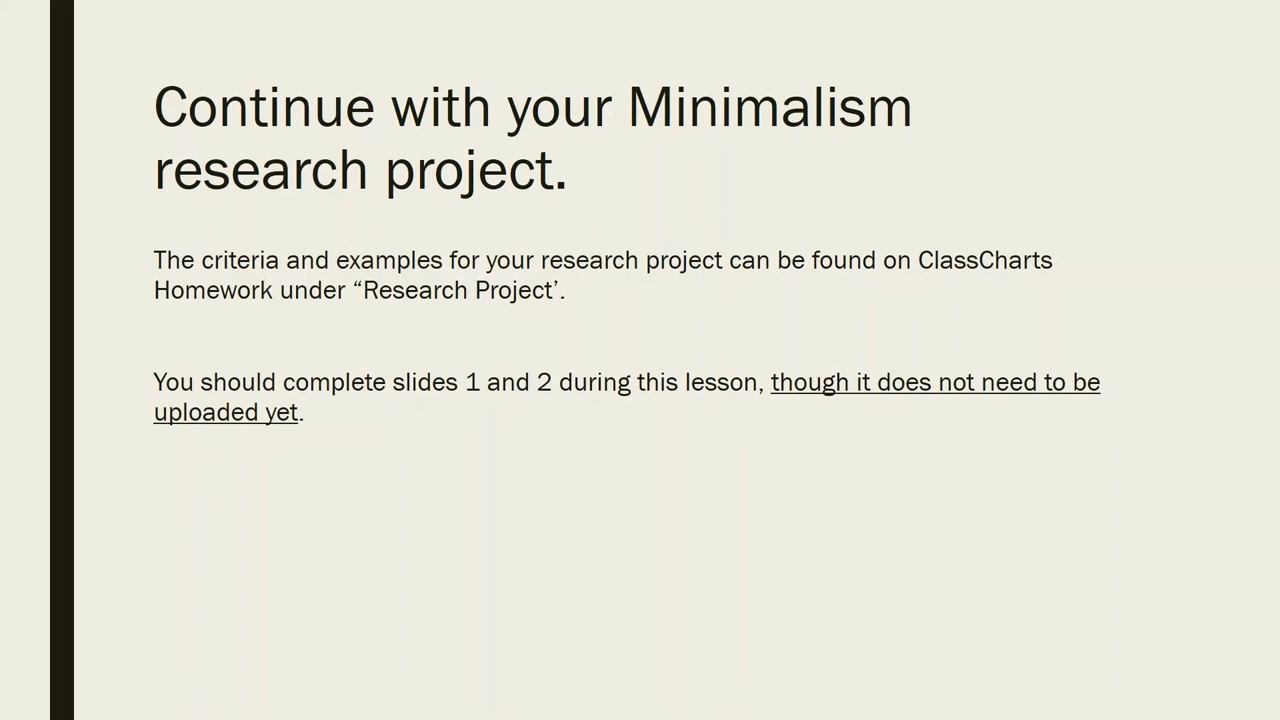 Continue with your Minimalism
research project.
The criteria and examples for your research project can be found on ClassCharts
Homework under “Research Project’.
You should complete slides 1 and 2 during this lesson, though it does not need to be
uploaded yet.